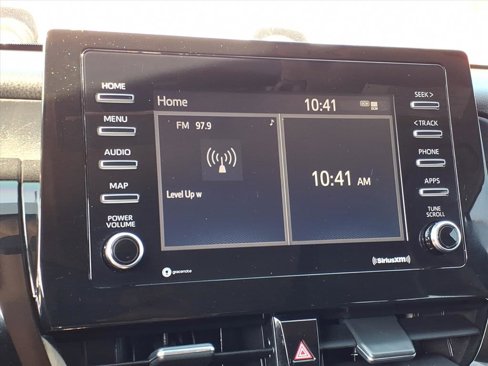 HOME
MENU
AUDIO
MAP
POWER
VOLUME
Home 10:41
FM 97.9
Level Up w
10:41 AM
SEEK >
< TRACK
PHONE
APPS
TUNE
SCROLL
gracenote
SiriusXM